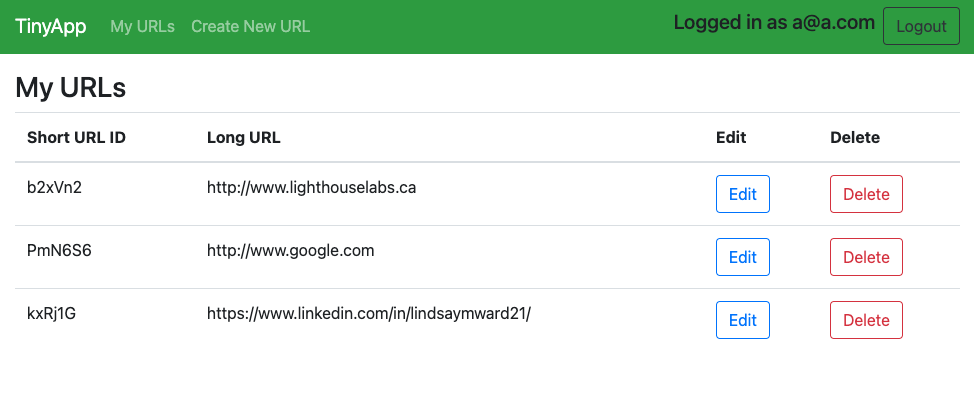 TinyApp My URLs Create New URL Logged in as a@a.com Logout
My URLs
Short URL ID Long URL Edit Delete
b2xVn2 http://www.lighthouselabs.ca Edit Delete
PmN6S6 http://www.google.com Edit Delete
kxRj1G https://www.linkedin.com/in/lindsaymward21/ Edit Delete